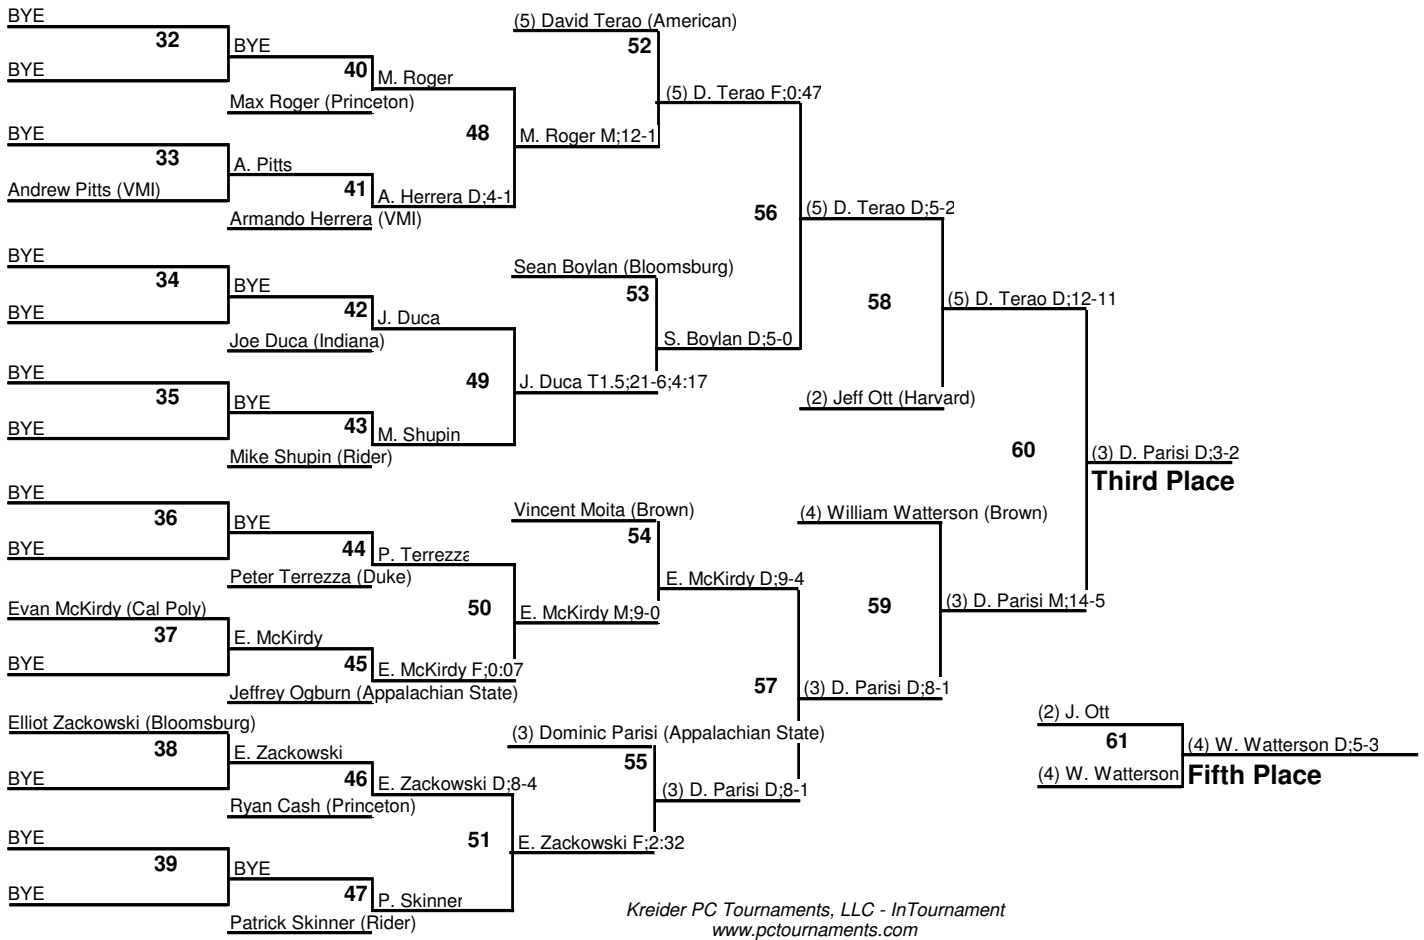 BYE
32
BYE
BYE
40
M. Roger
Max Roger (Princeton)
BYE
33
Andrew Pitts (VMI)
A. Pitts
41
A. Herrera D;4-1
Armando Herrera (VMI)
48
M. Roger M;12-1
(5) David Terao (American)
52
(5) D. Terao F;0:47
BYE
34
BYE
BYE
42
J. Duca
Joe Duca (Indiana)
BYE
35
BYE
BYE
43
M. Shupin
Mike Shupin (Rider)
49
J. Duca T1.5;21-6;4:17
Sean Boylan (Bloomsburg)
53
S. Boylan D;5-0
56
(5) D. Terao D;5-2
58
(2) Jeff Ott (Harvard)
(5) D. Terao D;12-11
BYE
36
BYE
BYE
44
P. Terrezza
Peter Terrezza (Duke)
Evan McKirdy (Cal Poly)
37
BYE
E. McKirdy
45
E. McKirdy F;0:07
Jeffrey Ogburn (Appalachian State)
50
E. McKirdy M;9-0
Vincent Moita (Brown)
54
E. McKirdy D;9-4
Elliot Zackowski (Bloomsburg)
38
BYE
E. Zackowski
46
E. Zackowski D;8-4
Ryan Cash (Princeton)
BYE
39
BYE
BYE
47
P. Skinner
Patrick Skinner (Rider)
51
E. Zackowski F;2:32
(3) Dominic Parisi (Appalachian State)
55
(3) D. Parisi D;8-1
57
(3) D. Parisi D;8-1
(4) William Watterson (Brown)
59
(3) D. Parisi M;14-5
60
(3) D. Parisi D;3-2
Third Place
(2) J. Ott
61
(4) W. Watterson
(4) W. Watterson D;5-3
Fifth Place
Kreider PC Tournaments, LLC - InTournament
www.pctournaments.com